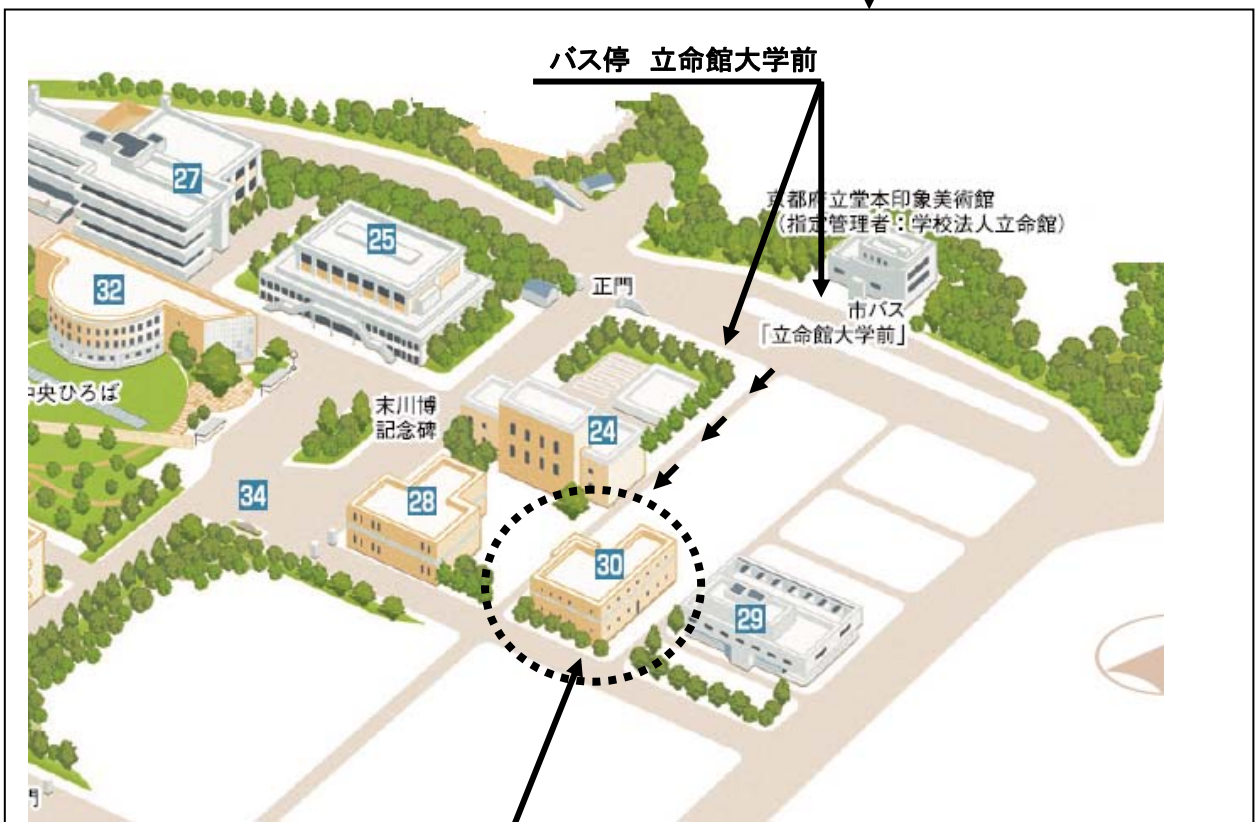 バス停 立命館大学前
京都府立堂本印象美術館
(指定管理者:学校法人立命館)
27
25
正門
32
市バス
「立命館大学前」
中央ひろば
末川博
記念碑
24
34
28
30
29
門